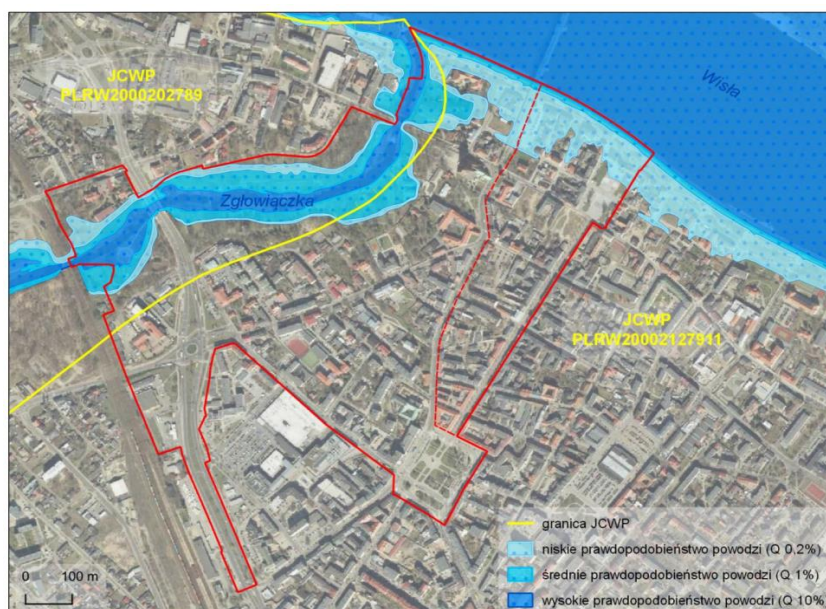 JCWP
PLRW2000202789
Wisła
Zgłowiączka
JCWP
PLRW20002127911
granica JCWP
niskie prawdopodobieństwo powodzi (Q 0.2%)
średnie prawdopodobieństwo powodzi (Q 1%)
wysokie prawdopodobieństwo powodzi (Q 10%
0 100 m